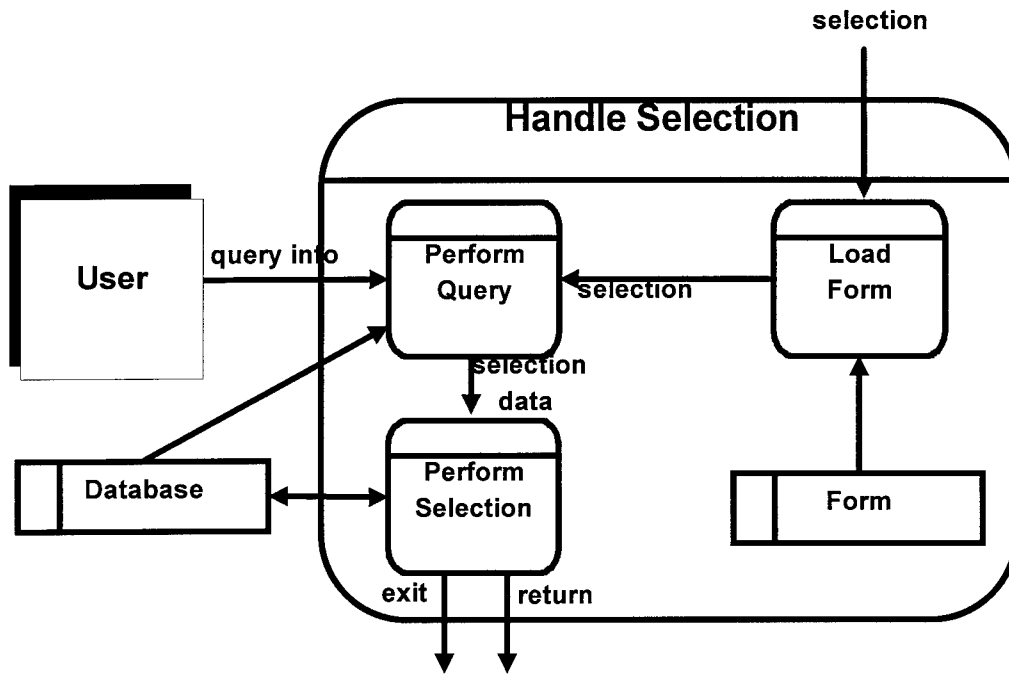 selection
Handle Selection
User
query info
Perform
Query
selection
Load
Form
selection
data
Database
Perform
Selection
Form
exit
return